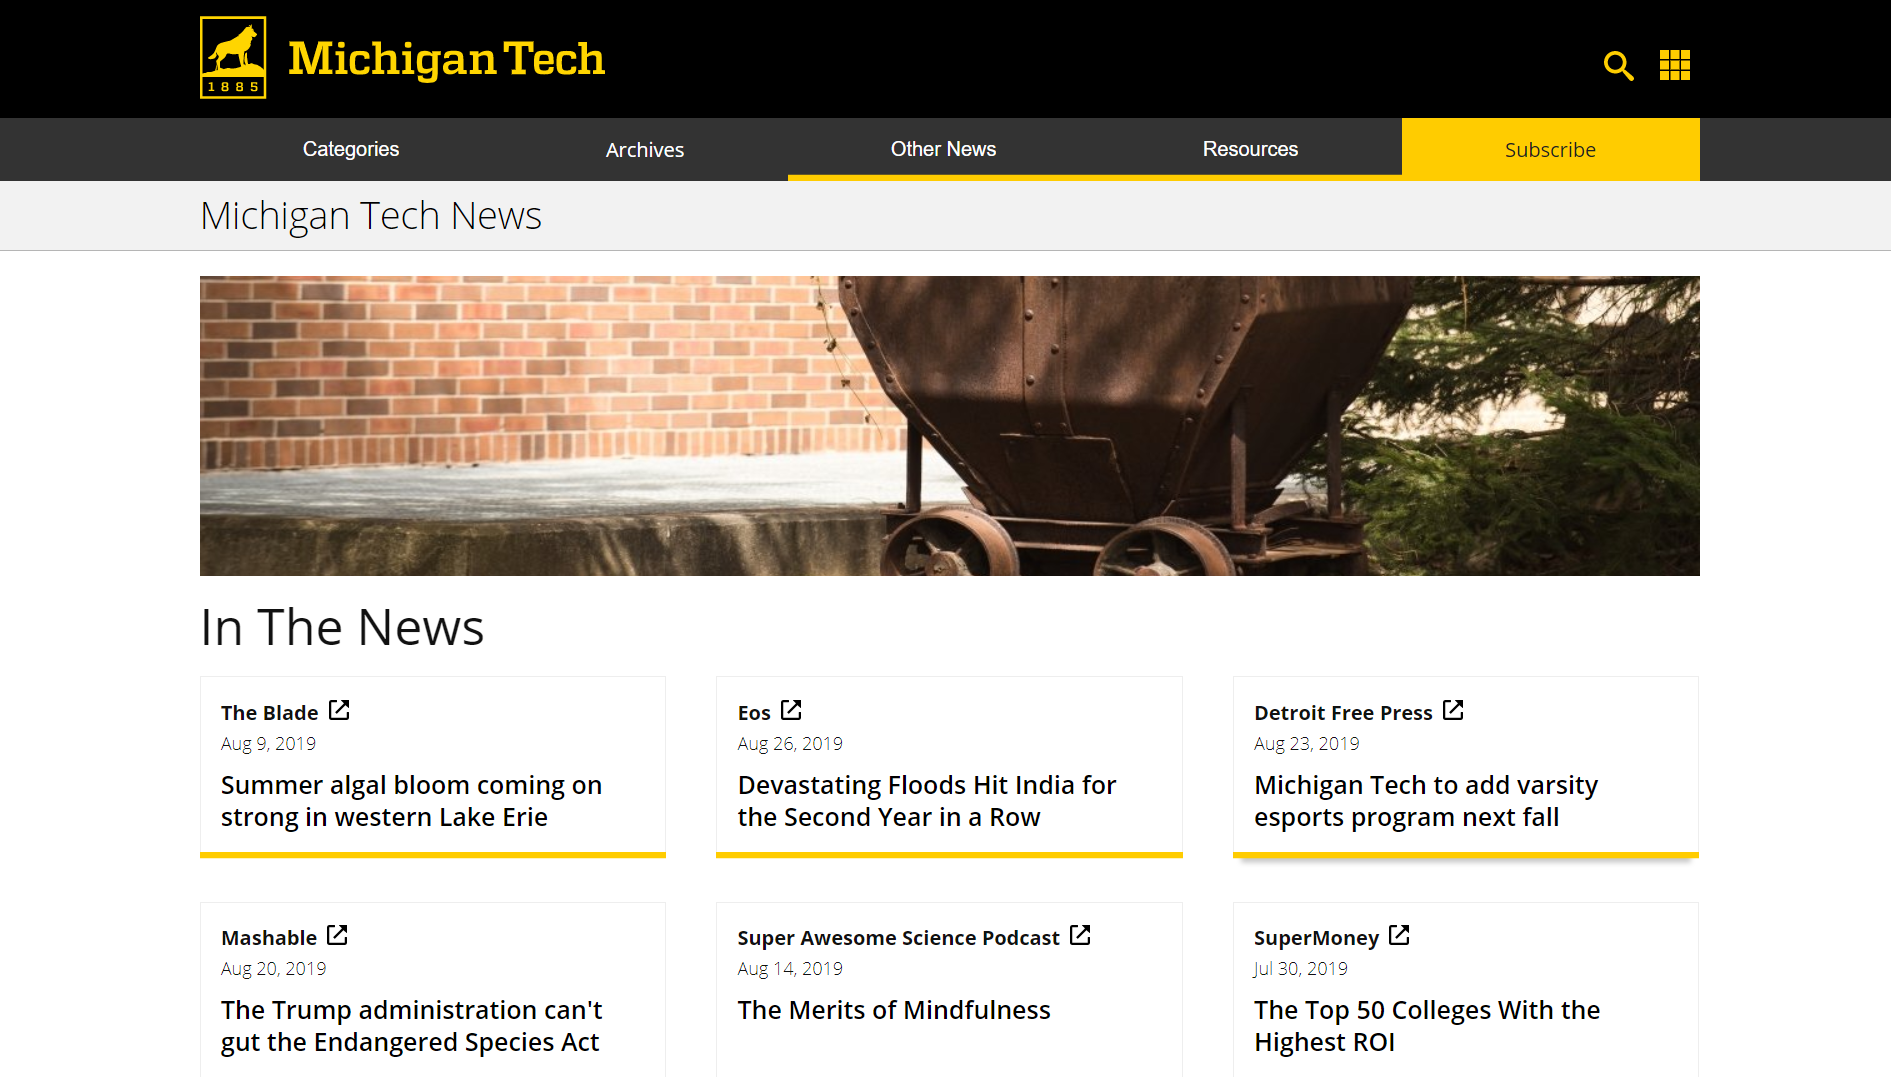 1885
Michigan Tech
Categories
Archives
Other News
Resources
Subscribe
Michigan Tech News
In The News
The Blade
Aug 9, 2019
Summer algal bloom coming on
strong in western Lake Erie
Eos
Aug 26, 2019
Devastating Floods Hit India for
the Second Year in a Row
Detroit Free Press
Aug 23, 2019
Michigan Tech to add varsity
esports program next fall
Mashable
Aug 20, 2019
The Trump administration can't
gut the Endangered Species Act
Super Awesome Science Podcast
Aug 14, 2019
The Merits of Mindfulness
SuperMoney
Jul 30, 2019
The Top 50 Colleges With the
Highest ROI